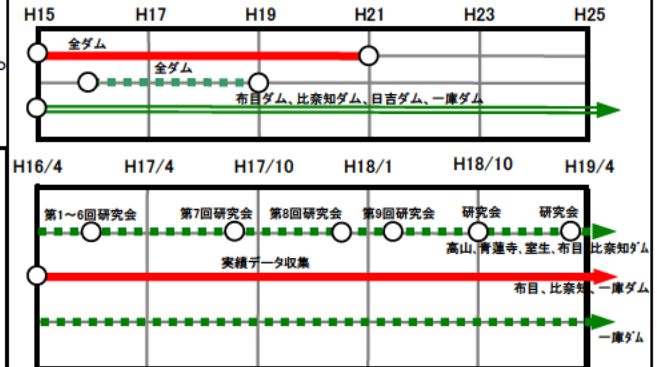 H15 H17 H19 H21 H23 H25
全ダム
全ダム
布目ダム、比奈知ダム、日吉ダム、一庫ダム
H16/4 H17/4 H17/10 H18/1 H18/10 H19/4
第1～6回研究会 第7回研究会 第8回研究会 第9回研究会 研究会 研究会
高山、青蓮寺、室生、布目、比奈知ダム
実績データ収集
布目、比奈知、一庫ダム
一庫ダム